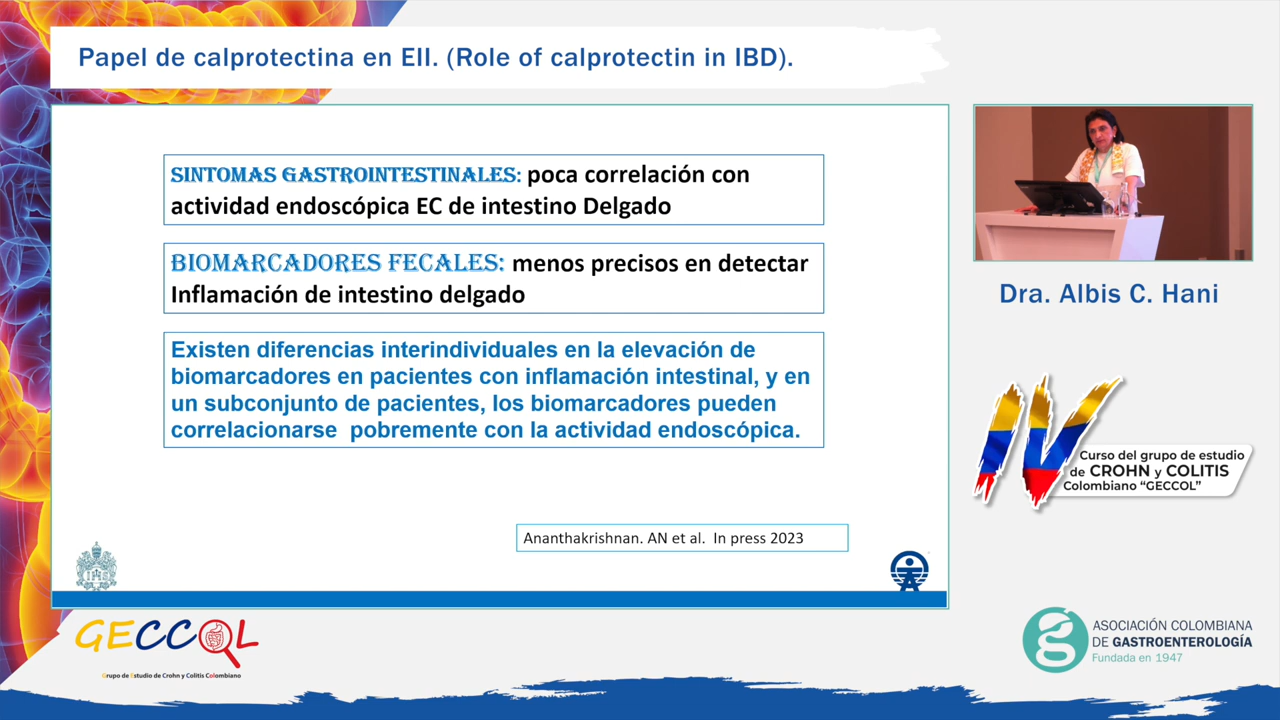 Papel de calprotectina en EII. (Role of calprotectin in IBD).
SINTOMAS GASTROINTESTINALES: poca correlación con
actividad endoscópica EC de intestino Delgado
BIOMARCADORES FECALES: menos precisos en detectar
Inflamación de intestino delgado
Existen diferencias interindividuales en la elevación de
biomarcadores en pacientes con inflamación intestinal, y en
un subconjunto de pacientes, los biomarcadores pueden
correlacionarse pobremente con la actividad endoscópica.
Ananthakrishnan. AN et al. In press 2023
IHS
Dra. Albis C. Hani
IV
Curso del grupo de estudio
de CROHN y COLITIS
Colombiano “GECCOL”
GECCOL
Grupo de Estudio de Crohn y Colitis Colombiano
ASOCIACIÓN COLOMBIANA
DE GASTROENTEROLOGÍA
Fundada en 1947